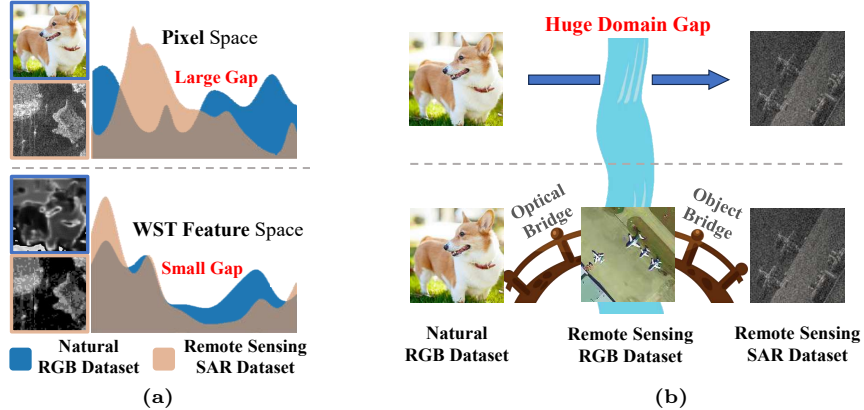 Pixel Space
Large Gap
WST Feature Space
Small Gap
Natural
RGB Dataset
Remote Sensing
SAR Dataset
(a)
Huge Domain Gap
Optical
Bridge
Object
Bridge
Natural
RGB Dataset
Remote Sensing
RGB Dataset
Remote Sensing
SAR Dataset
(b)